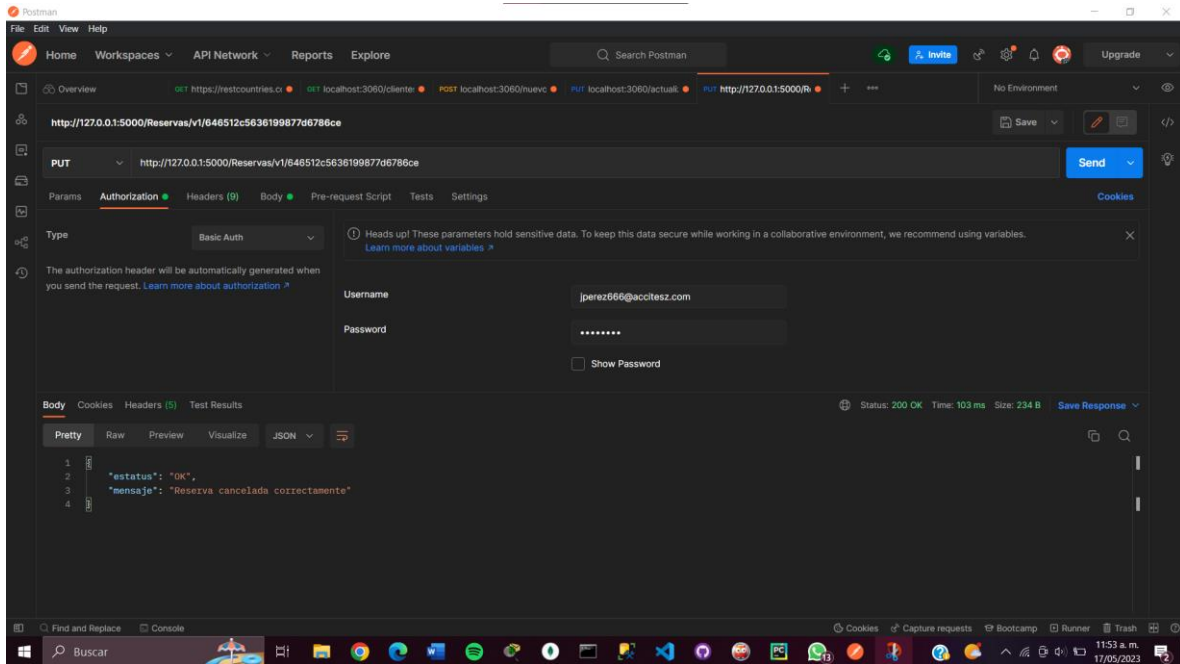 Postman
File Edit View Help
Home Workspaces API Network Reports Explore Search Postman Invite Upgrade
Overview GET https://restcountries.c GET localhost:3060/cliente POST localhost:3060/nuevo PUT localhost:3060/actuali PUT http://127.0.0.1:5000/R No Environment
http://127.0.0.1:5000/Reservas/v1/646512c5636199877d6786ce Save
PUT http://127.0.0.1:5000/Reservas/v1/646512c5636199877d6786ce Send
Params Authorization Headers (9) Body Pre-request Script Tests Settings Cookies
Type Basic Auth
Heads up! These parameters hold sensitive data. To keep this data secure while working in a collaborative environment, we recommend using variables.
Learn more about variables
The authorization header will be automatically generated when
you send the request. Learn more about authorization
Username jperez666@accitesz.com
Password ••••••••
Show Password
Body Cookies Headers (5) Test Results Status: 200 OK Time: 103 ms Size: 234 B Save Response
Pretty Raw Preview Visualize JSON
1 {
2 "estatus": "OK",
3 "mensaje": "Reserva cancelada correctamente"
4 }
Find and Replace Console Cookies Capture requests Bootcamp Runner Trash
Buscar 11:53 a. m.
17/05/2023